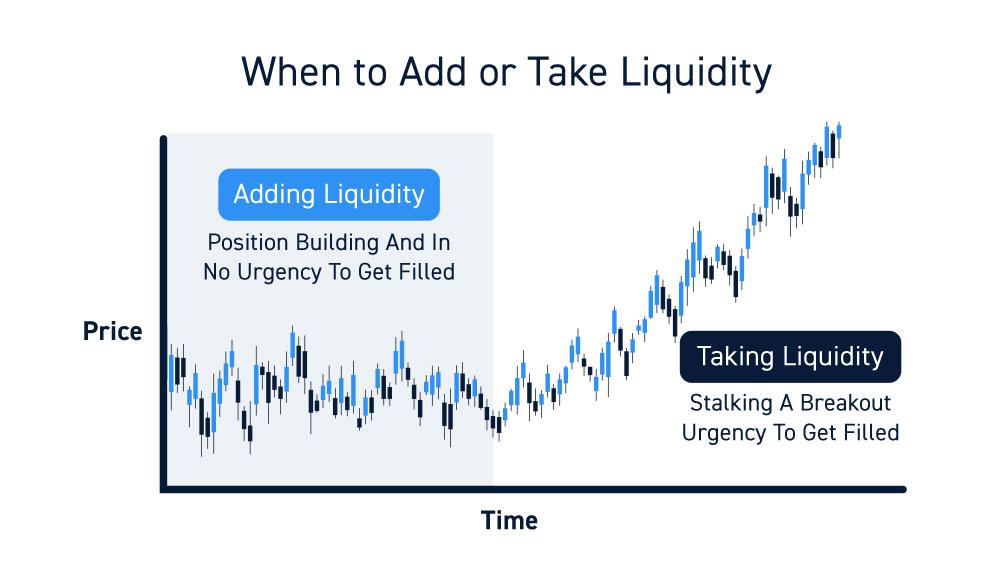 When to Add or Take Liquidity
Adding Liquidity
Position Building And In
No Urgency To Get Filled
Price
Taking Liquidity
Stalking A Breakout
Urgency To Get Filled
Time